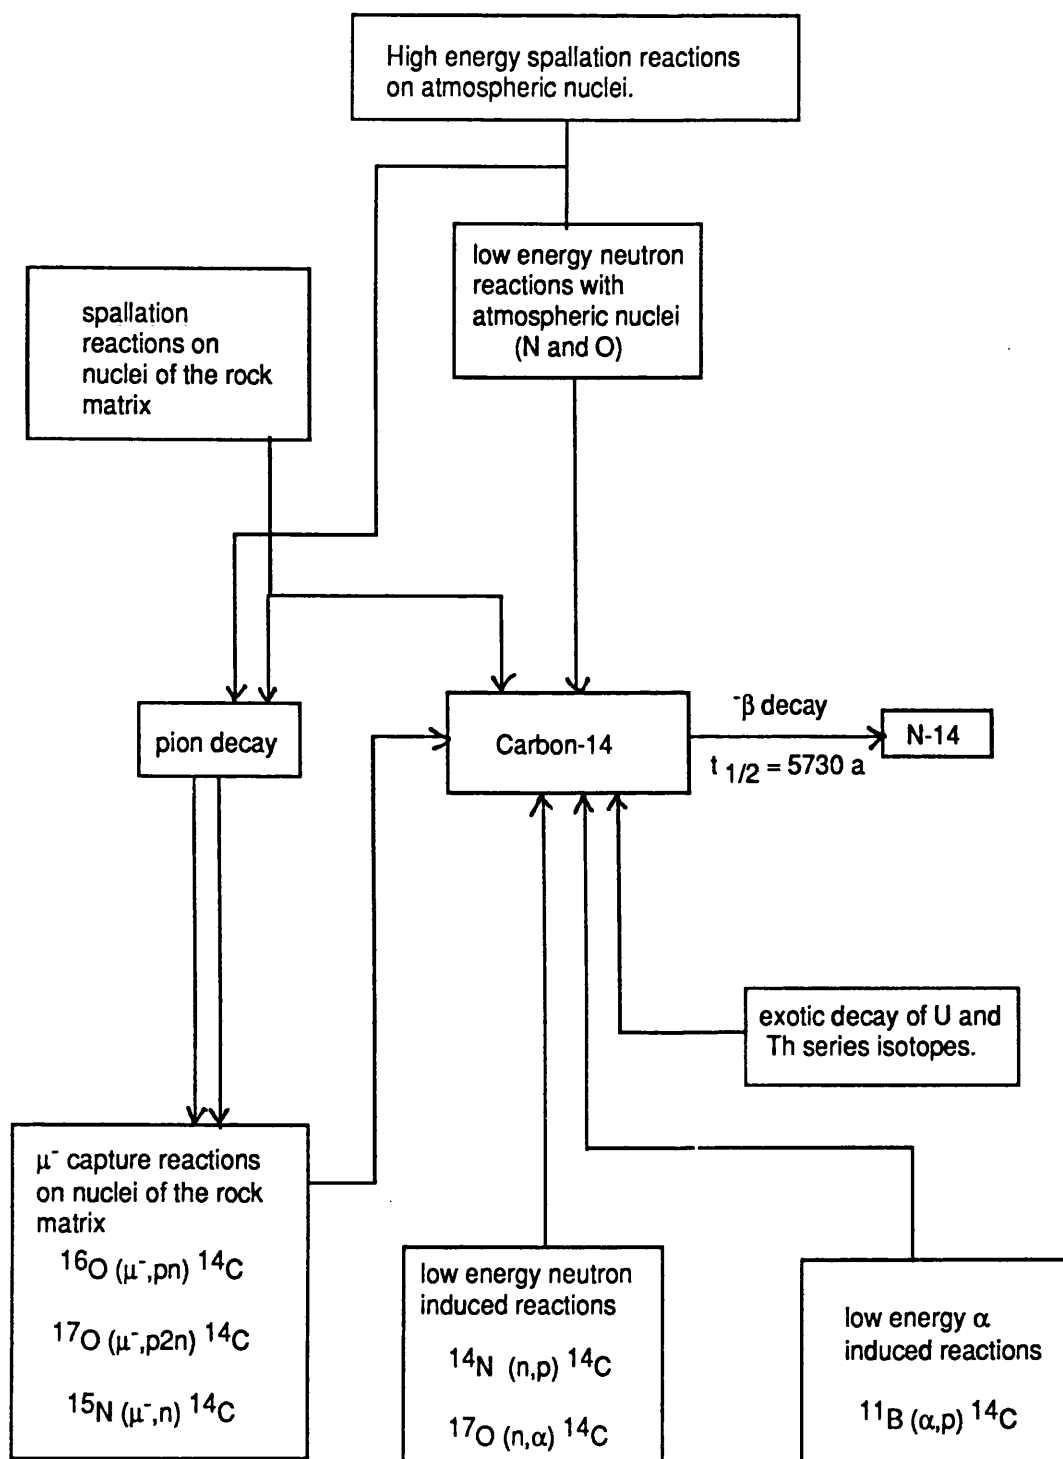 High energy spallation reactions
on atmospheric nuclei.
low energy neutron
reactions with
atmospheric nuclei
(N and O)
spallation
reactions on
nuclei of the rock
matrix
pion decay
Carbon-14
⁻β decay
t 1/2 = 5730 a
N-14
exotic decay of U and
Th series isotopes.
μ⁻ capture reactions
on nuclei of the rock
matrix
¹⁶O (μ⁻,pn) ¹⁴C
¹⁷O (μ⁻,p2n) ¹⁴C
¹⁵N (μ⁻,n) ¹⁴C
low energy neutron
induced reactions
¹⁴N (n,p) ¹⁴C
¹⁷O (n,α) ¹⁴C
low energy α
induced reactions
¹¹B (α,p) ¹⁴C